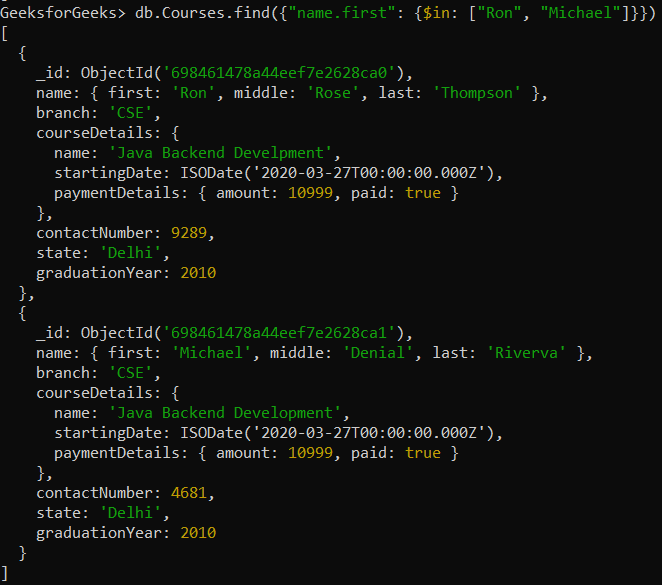 GeeksforGeeks> db.Courses.find({"name.first": {$in: ["Ron", "Michael"]}})
[
  {
    _id: ObjectId('698461478a44eef7e2628ca0'),
    name: { first: 'Ron', middle: 'Rose', last: 'Thompson' },
    branch: 'CSE',
    courseDetails: {
      name: 'Java Backend Develpment',
      startingDate: ISODate('2020-03-27T00:00:00.000Z'),
      paymentDetails: { amount: 10999, paid: true }
    },
    contactNumber: 9289,
    state: 'Delhi',
    graduationYear: 2010
  },
  {
    _id: ObjectId('698461478a44eef7e2628ca1'),
    name: { first: 'Michael', middle: 'Denial', last: 'Riverva' },
    branch: 'CSE',
    courseDetails: {
      name: 'Java Backend Development',
      startingDate: ISODate('2020-03-27T00:00:00.000Z'),
      paymentDetails: { amount: 10999, paid: true }
    },
    contactNumber: 4681,
    state: 'Delhi',
    graduationYear: 2010
  }
]